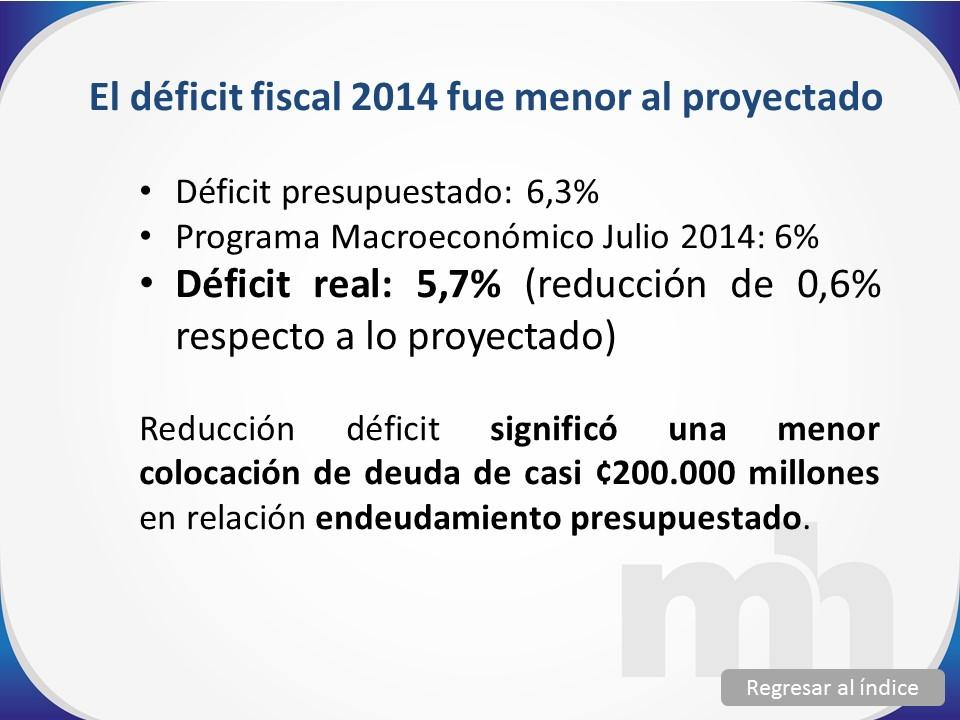 El déficit fiscal 2014 fue menor al proyectado
• Déficit presupuestado: 6,3%
• Programa Macroeconómico Julio 2014: 6%
• Déficit real: 5,7% (reducción de 0,6%
respecto a lo proyectado)
Reducción déficit significó una menor
colocación de deuda de casi ₵200.000 millones
en relación endeudamiento presupuestado.
mh
Regresar al índice